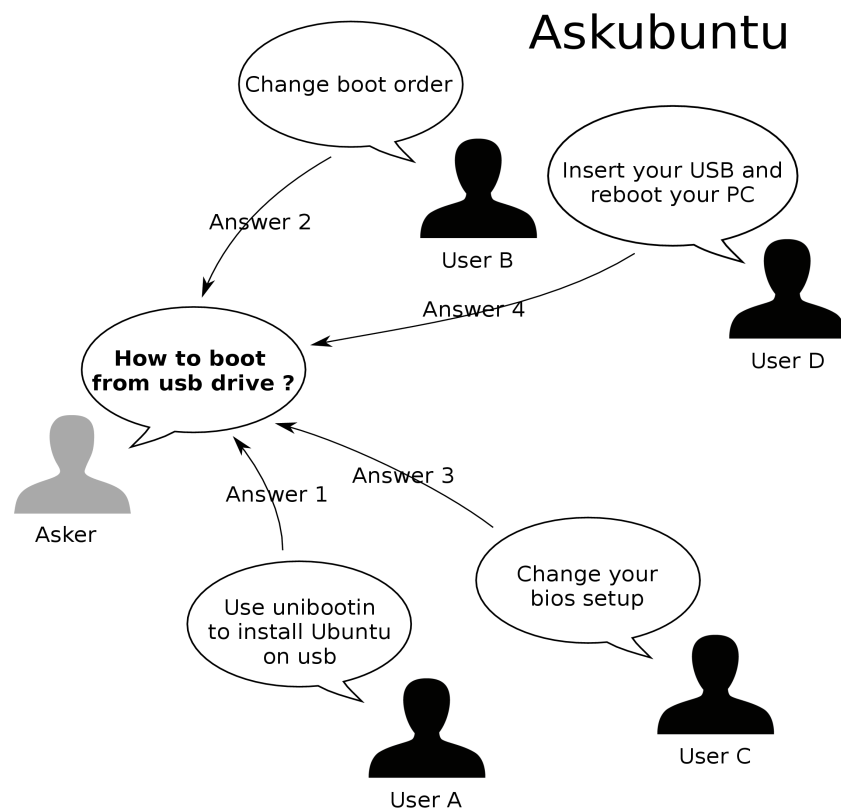 Askubuntu
Change boot order
Insert your USB and
reboot your PC
Answer 2
User B
Answer 4
User D
How to boot
from usb drive ?
Asker
Answer 3
Answer 1
Change your
bios setup
Use unibootin
to install Ubuntu
on usb
User C
User A